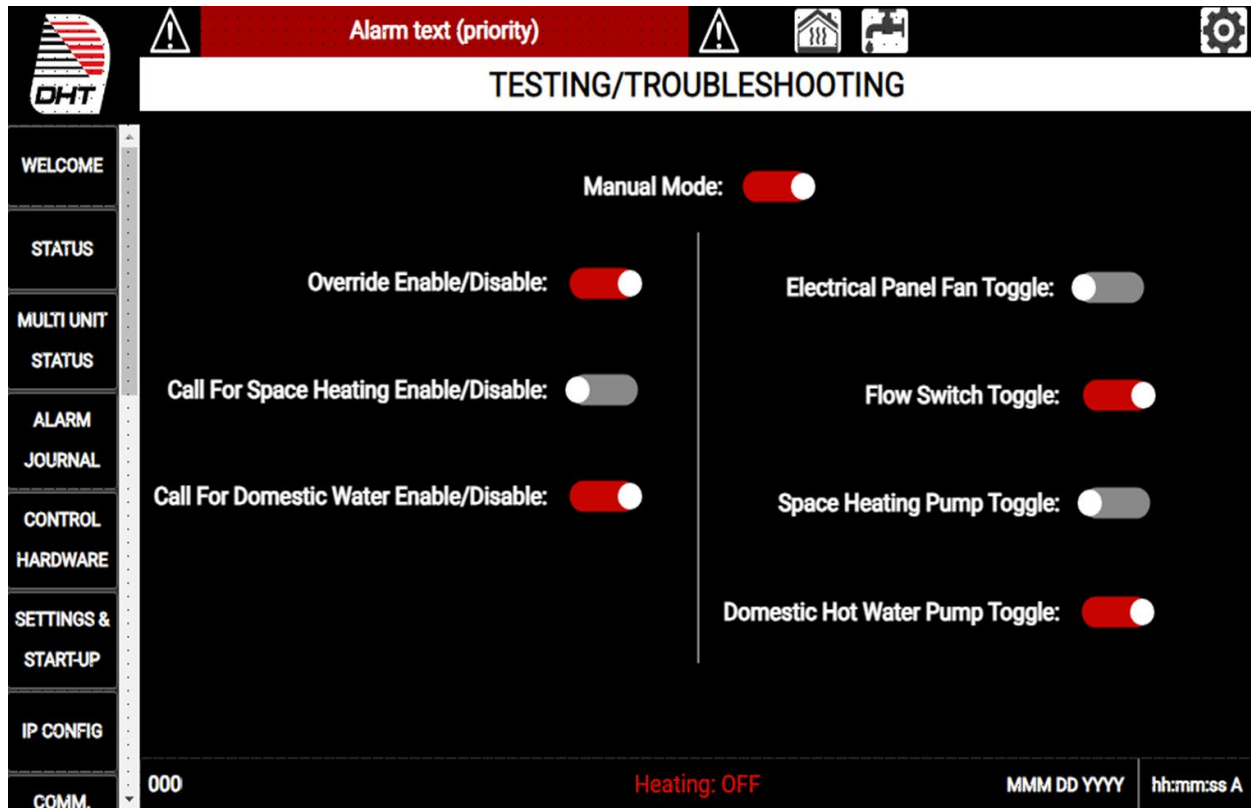 Alarm text (priority)
DHT
TESTING/TROUBLESHOOTING
WELCOME
STATUS
MULTI UNIT
STATUS
ALARM
JOURNAL
CONTROL
HARDWARE
SETTINGS &
START-UP
IP CONFIG
COMM.
Manual Mode:
Override Enable/Disable:
Call For Space Heating Enable/Disable:
Call For Domestic Water Enable/Disable:
Electrical Panel Fan Toggle:
Flow Switch Toggle:
Space Heating Pump Toggle:
Domestic Hot Water Pump Toggle:
000
Heating: OFF
MMM DD YYYY
hh:mm:ss A